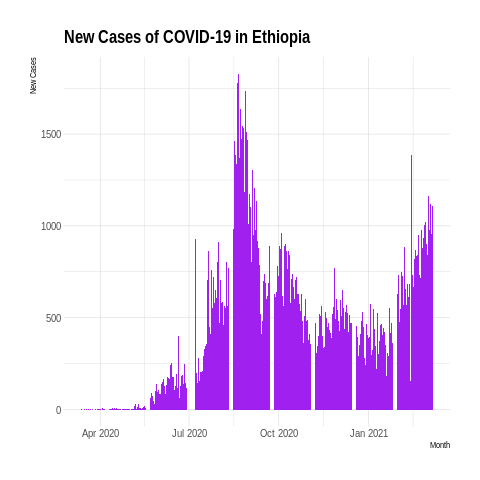 New Cases of COVID-19 in Ethiopia
New Cases
1500
1000
500
0
Apr 2020 Jul 2020 Oct 2020 Jan 2021
Month